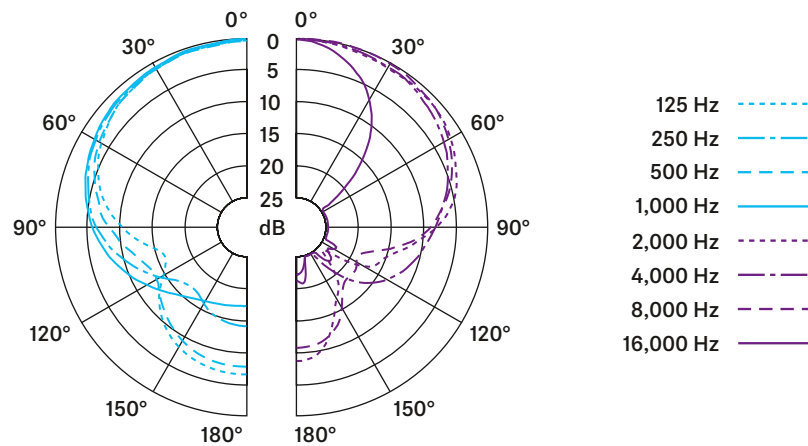 0° 0°
30° 0 30°
5
10
60° 15 60°
20
25
90° dB 90°
120° 120°
150° 150°
180° 180°
125 Hz
250 Hz
500 Hz
1,000 Hz
2,000 Hz
4,000 Hz
8,000 Hz
16,000 Hz